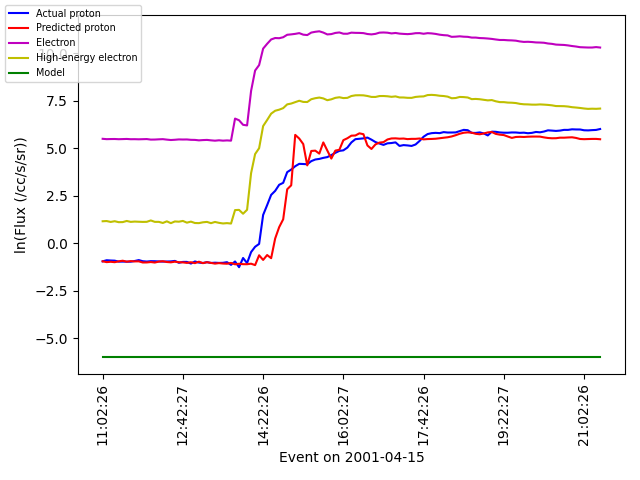 Actual proton
Predicted proton
Electron
High-energy electron
Model
10.0
7.5
5.0
2.5
0.0
−2.5
−5.0
ln(Flux (/cc/s/sr))
11:02:26
12:42:27
14:22:26
16:02:27
17:42:26
19:22:27
21:02:26
Event on 2001-04-15